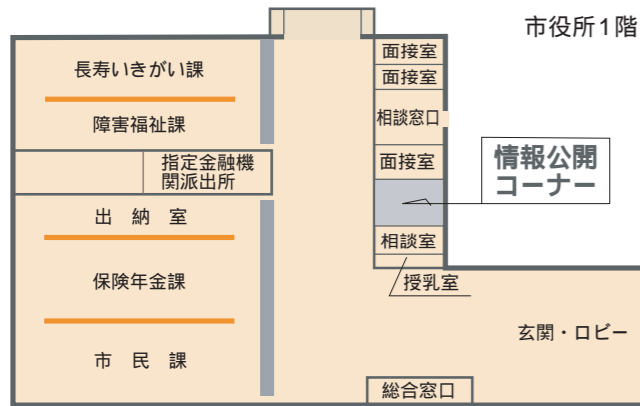 市役所1階
長寿いきがい課
障害福祉課
指定金融機
関派出所
出納室
保険年金課
市民課
面接室
面接室
相談窓口
面接室
情報公開
コーナー
相談室
授乳室
玄関・ロビー
総合窓口